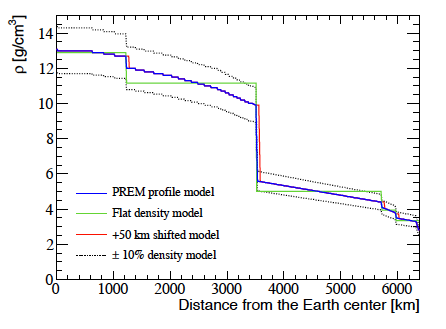 ρ [g/cm³]
14
12
10
8
6
4
2
0
PREM profile model
Flat density model
+50 km shifted model
± 10% density model
0 1000 2000 3000 4000 5000 6000
Distance from the Earth center [km]